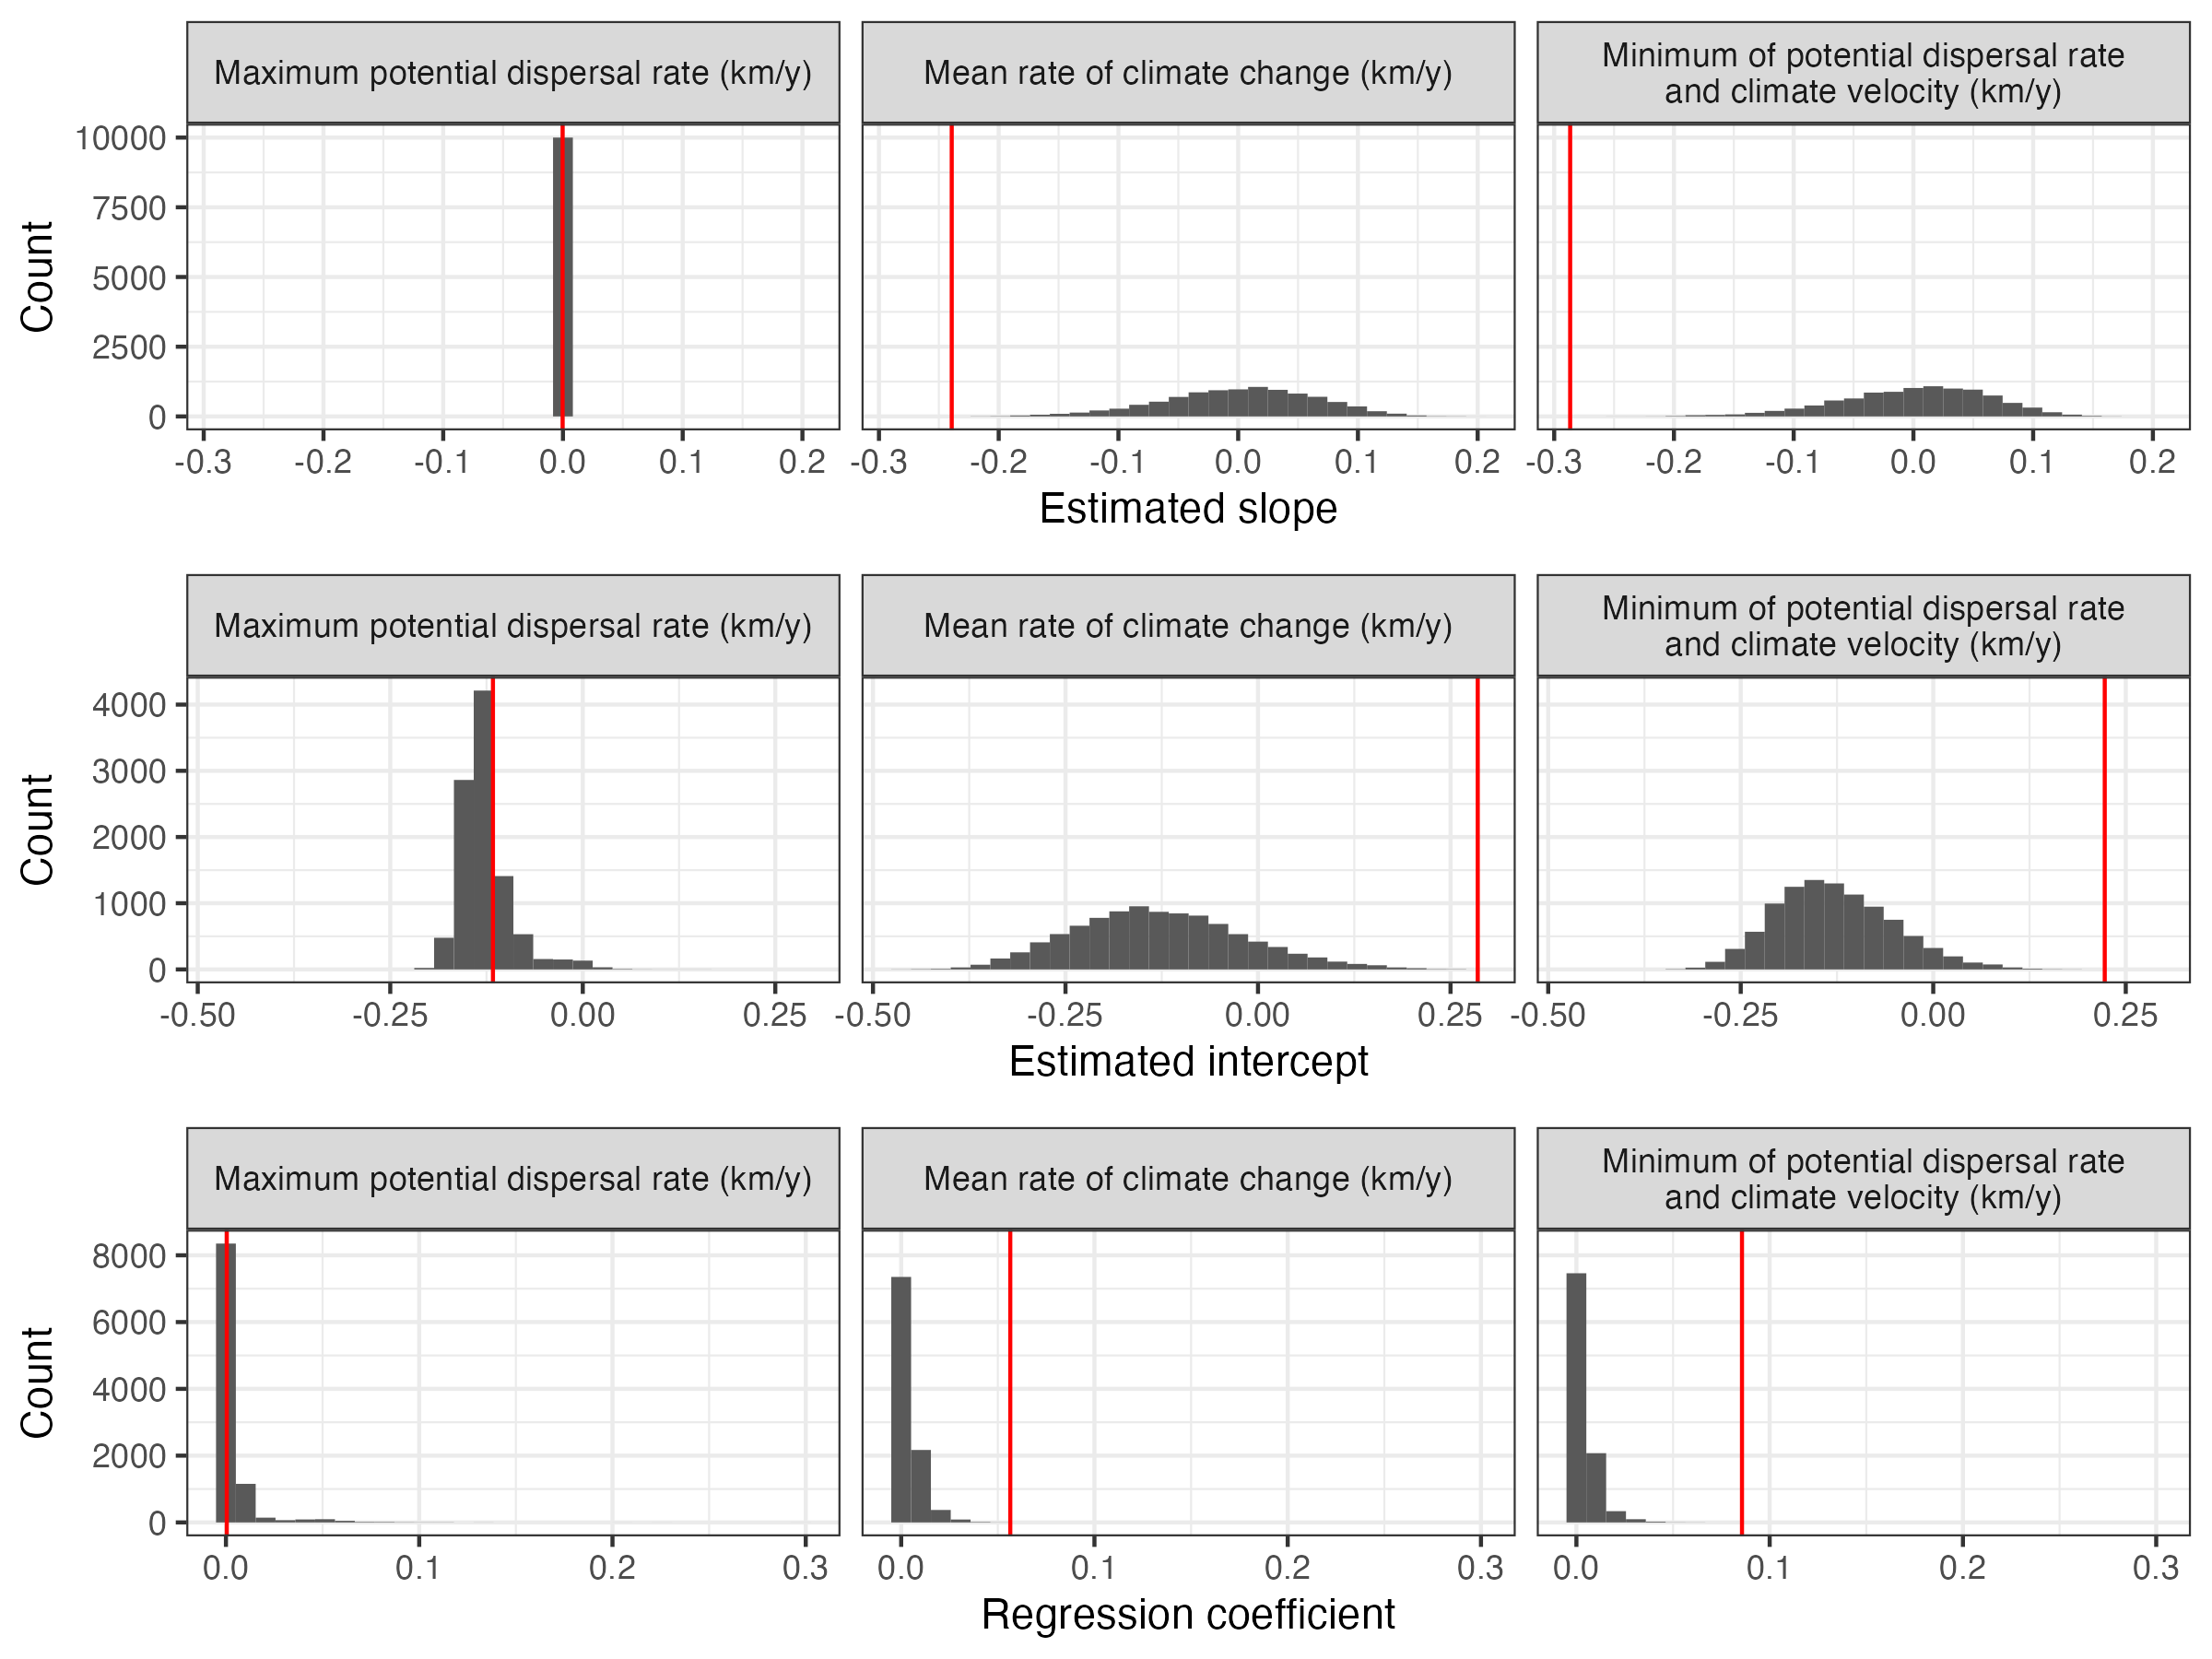 Maximum potential dispersal rate (km/y)
Mean rate of climate change (km/y)
Minimum of potential dispersal rate
and climate velocity (km/y)
Count
10000
7500
5000
2500
0
-0.3 -0.2 -0.1 0.0 0.1 0.2
-0.3 -0.2 -0.1 0.0 0.1 0.2
-0.3 -0.2 -0.1 0.0 0.1 0.2
Estimated slope
Maximum potential dispersal rate (km/y)
Mean rate of climate change (km/y)
Minimum of potential dispersal rate
and climate velocity (km/y)
Count
4000
3000
2000
1000
0
-0.50 -0.25 0.00 0.25
-0.50 -0.25 0.00 0.25
-0.50 -0.25 0.00 0.25
Estimated intercept
Maximum potential dispersal rate (km/y)
Mean rate of climate change (km/y)
Minimum of potential dispersal rate
and climate velocity (km/y)
Count
8000
6000
4000
2000
0
0.0 0.1 0.2 0.3
0.0 0.1 0.2 0.3
0.0 0.1 0.2 0.3
Regression coefficient